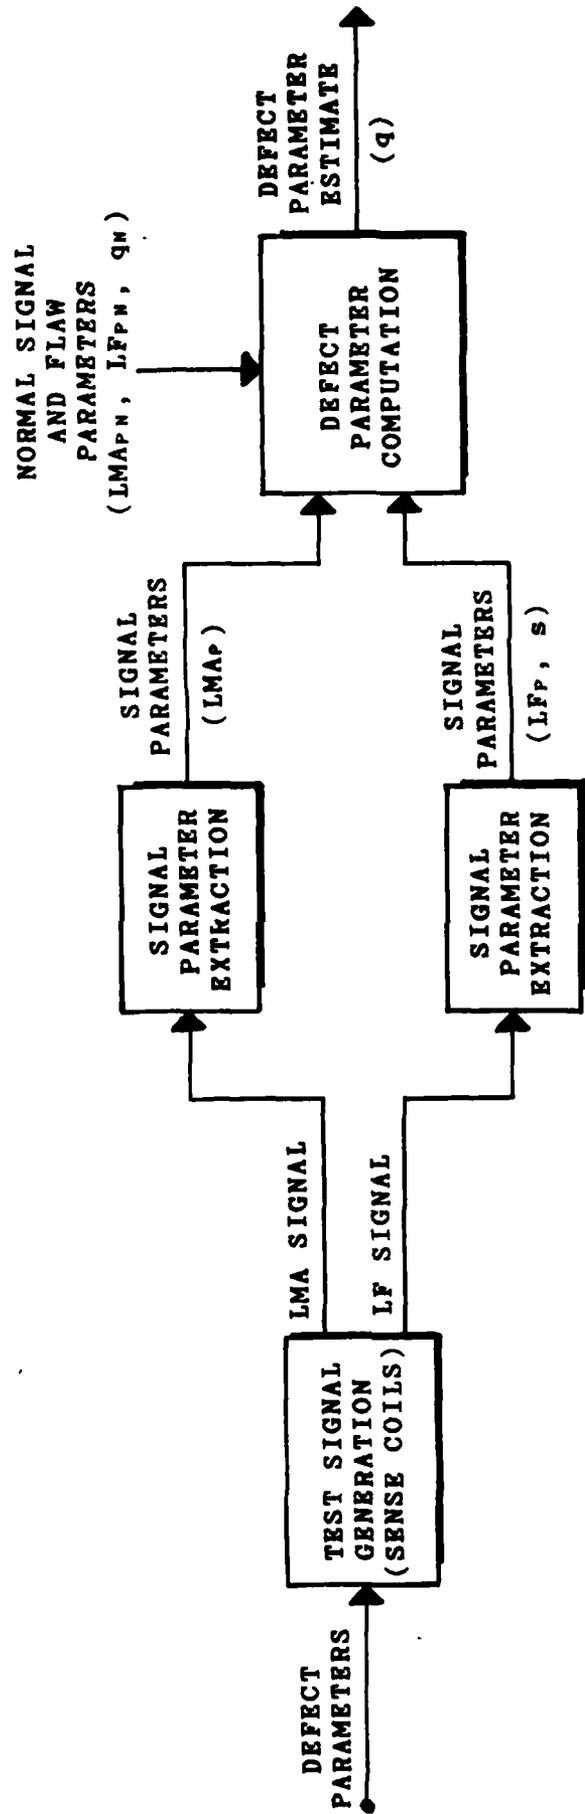 DEFECT
PARAMETERS
TEST SIGNAL
GENERATION
(SENSE COILS)
LMA SIGNAL
LF SIGNAL
SIGNAL
PARAMETER
EXTRACTION
SIGNAL
PARAMETER
EXTRACTION
SIGNAL
PARAMETERS
(LMAP)
SIGNAL
PARAMETERS
(LFP, s)
NORMAL SIGNAL
AND FLAW
PARAMETERS
(LMAPN, LFPN, qN)
DEFECT
PARAMETER
COMPUTATION
DEFECT
PARAMETER
ESTIMATE
(q)